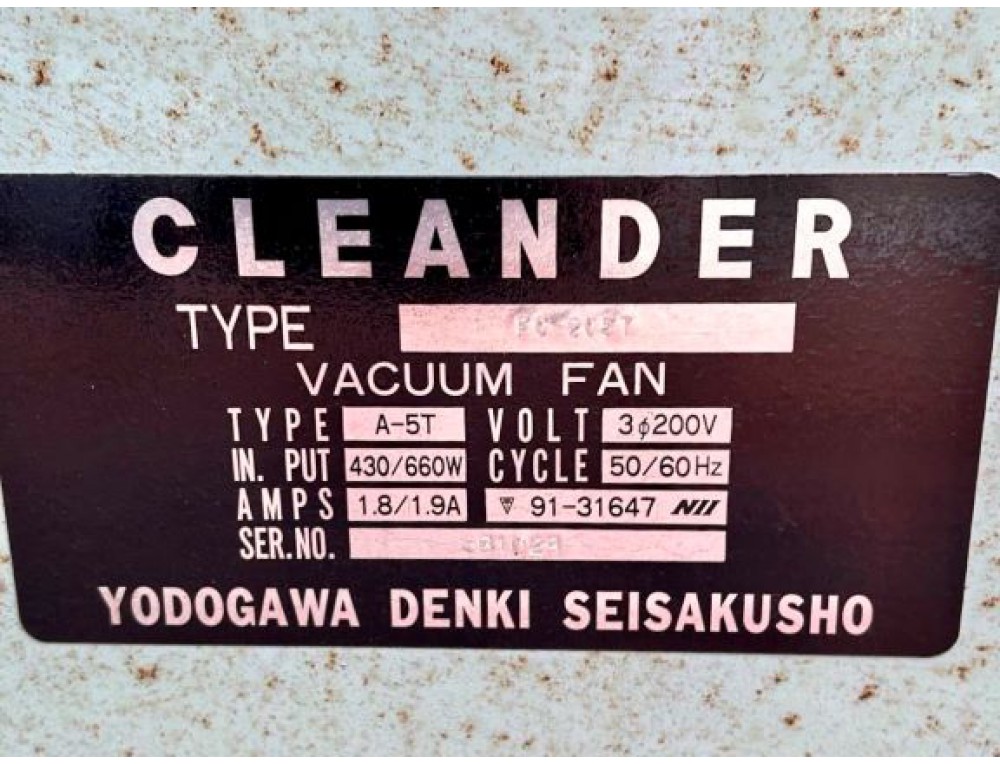 CLEANDER
TYPE
VACUUM FAN
TYPE A-5T VOLT 3φ200V
IN. PUT 430/660W CYCLE 50/60Hz
AMPS 1.8/1.9A 91-31647
SER.NO.
YODOGAWA DENKI SEISAKUSHO